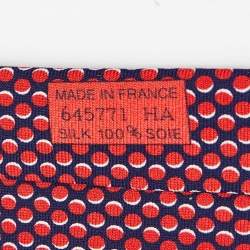 MADE IN FRANCE
645771 HA
SILK 100% SOIE